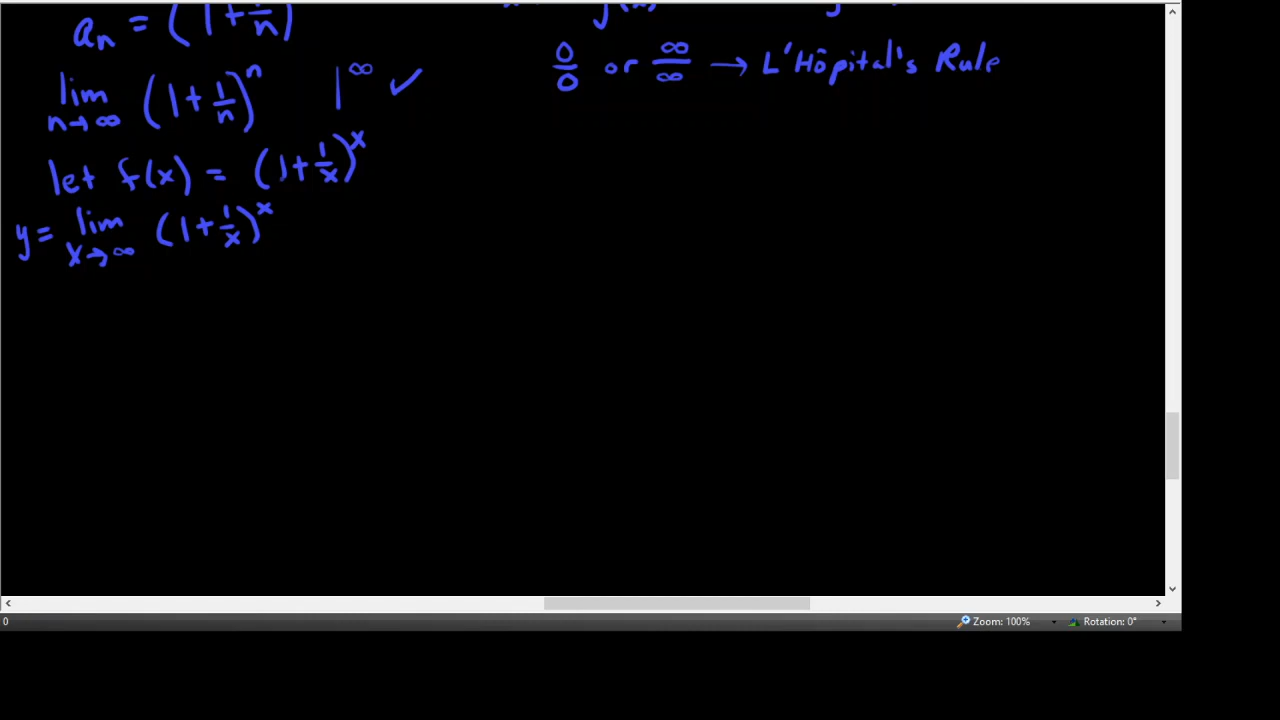 aₙ = (1 + 1/n)
lim n→∞ (1 + 1/n)ⁿ 1^∞ ✓
let f(x) = (1 + 1/x)ˣ
y = lim x→∞ (1 + 1/x)ˣ
0/0 or ∞/∞ → L'Hôpital's Rule
0
Zoom: 100%
Rotation: 0°